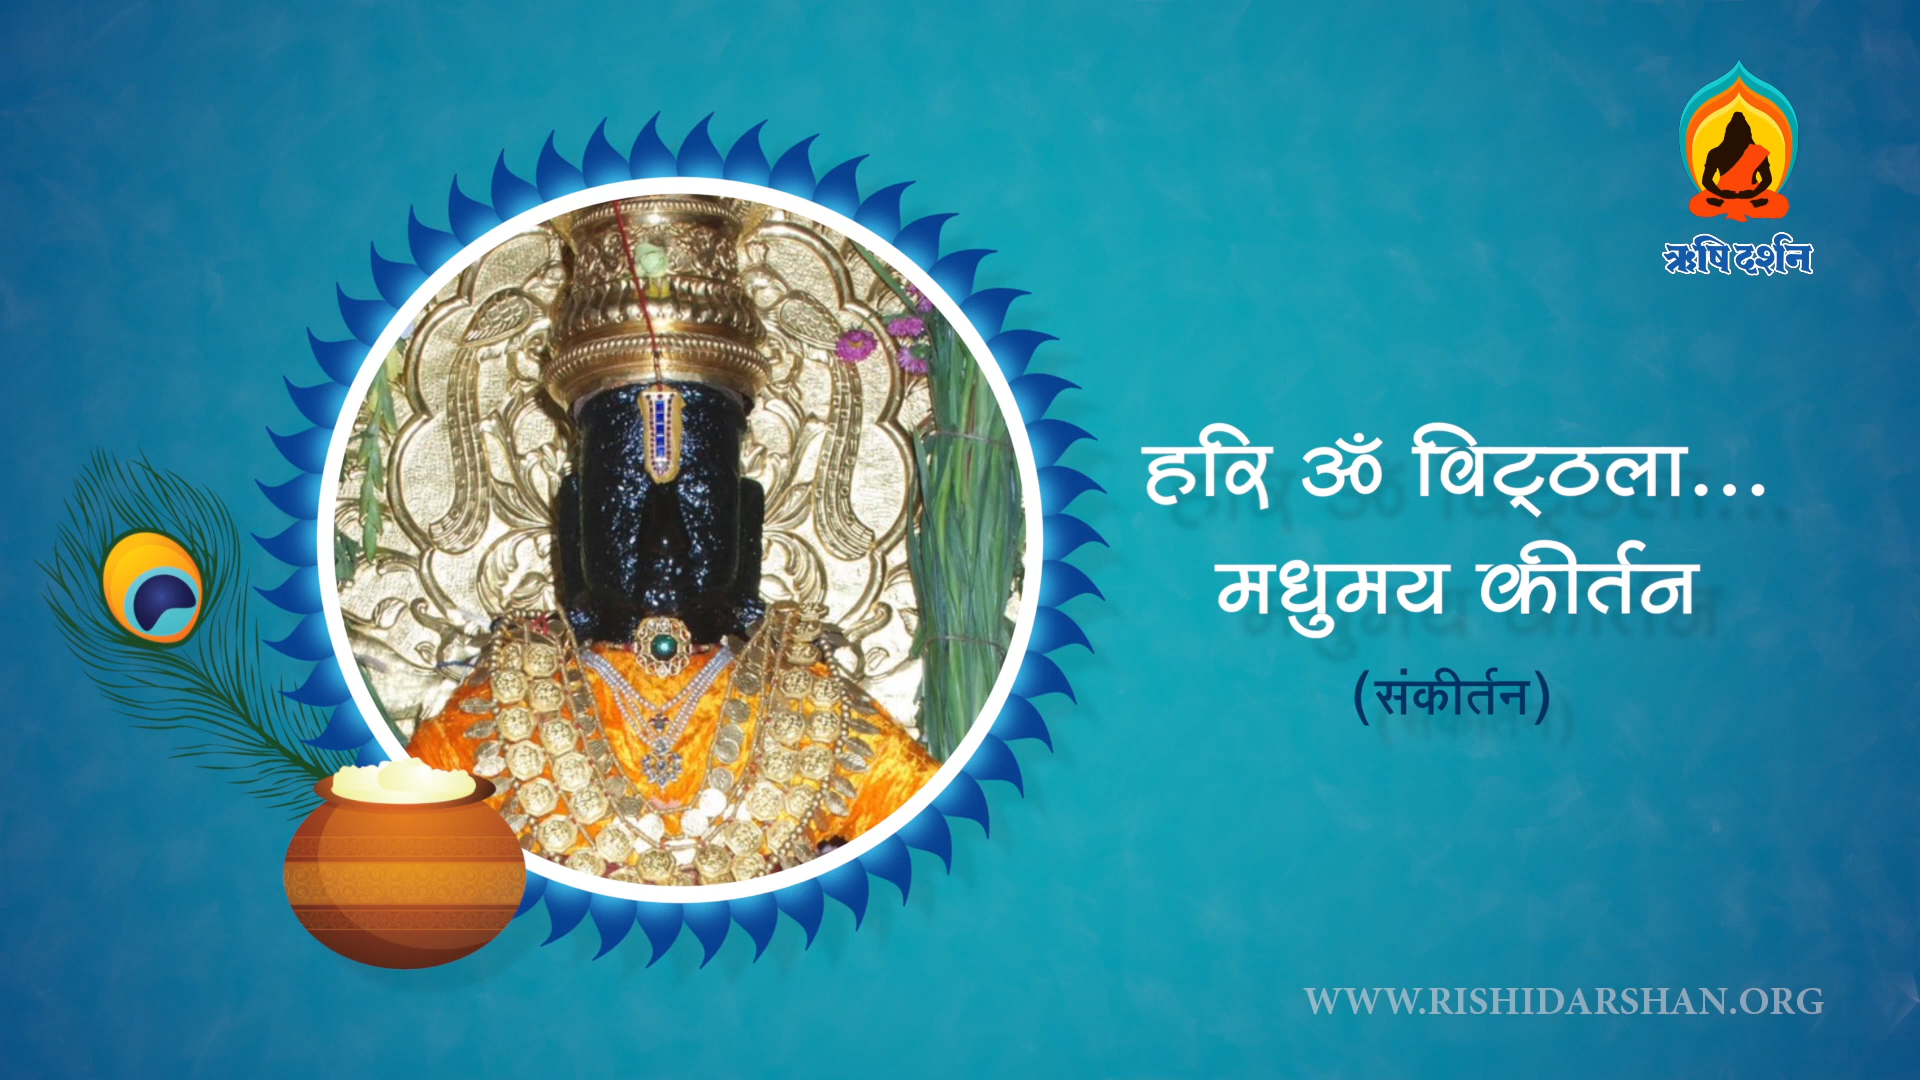 ऋषि दर्शन
हरि ॐ विट्ठला...
मधुमय कीर्तन
(संकीर्तन)
WWW.RISHIDARSHAN.ORG